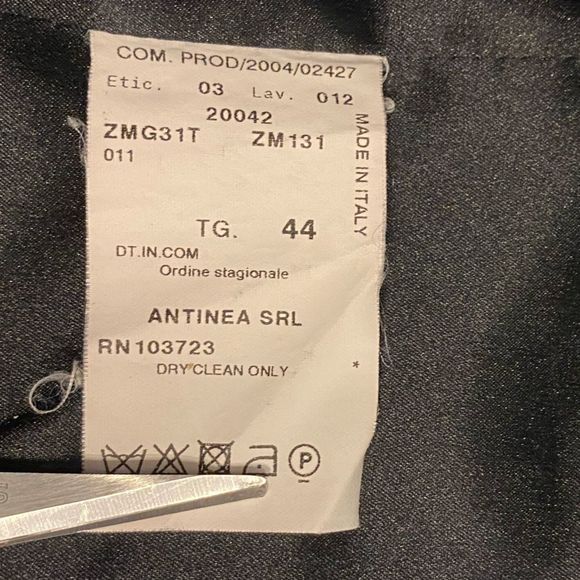 COM. PROD/2004/02427
Etic. 03 Lav. 012
20042
ZMG31T ZM131
011
MADE IN ITALY
TG. 44
DT.IN.COM
Ordine stagionale
ANTINEA SRL
RN103723
DRY CLEAN ONLY *
P